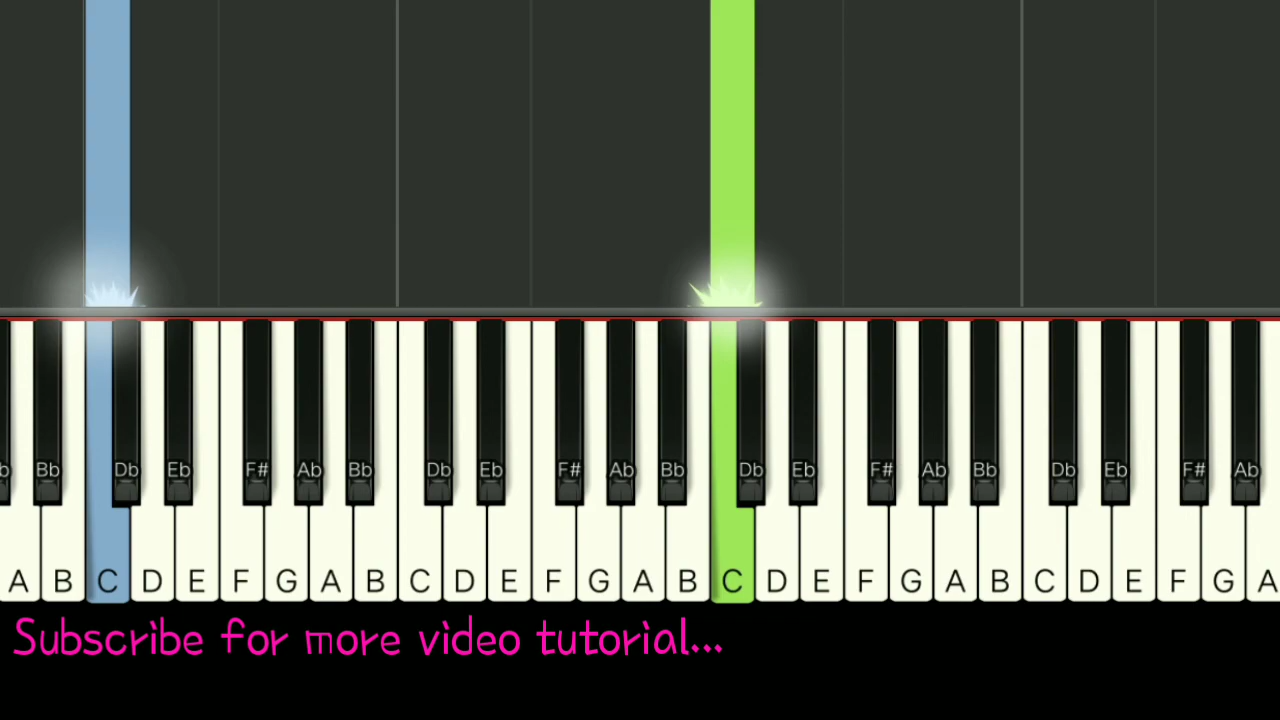 b Bb Db Eb F# Ab Bb Db Eb F# Ab Bb Db Eb F# Ab Bb Db Eb F# Ab
A B C D E F G A B C D E F G A B C D E F G A B C D E F G A
Subscribe for more video tutorial...